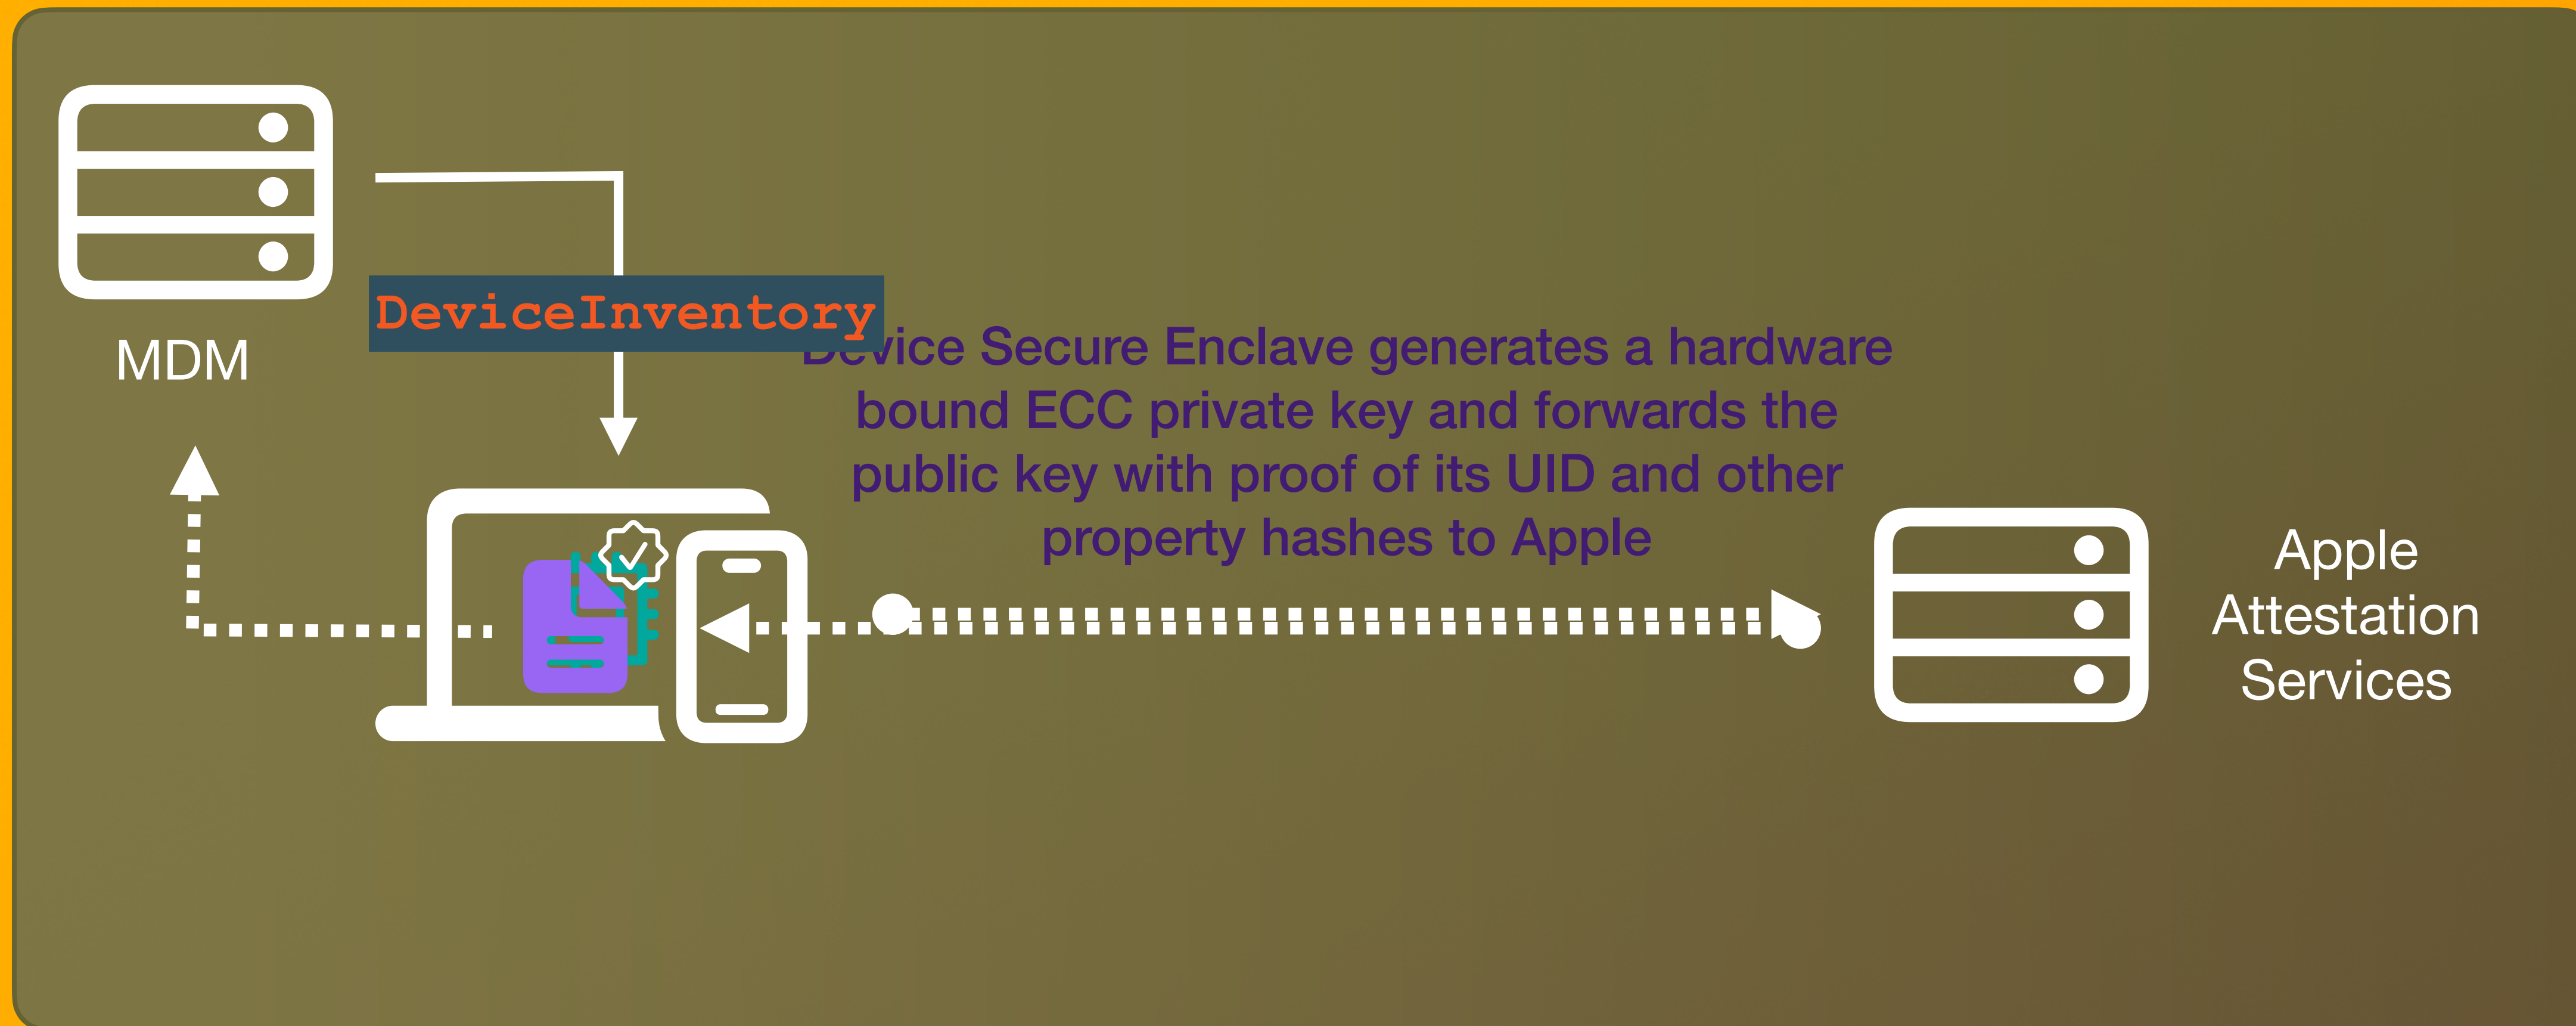 MDM
DeviceInventory
Device Secure Enclave generates a hardware
bound ECC private key and forwards the
public key with proof of its UID and other
property hashes to Apple
Apple
Attestation
Services